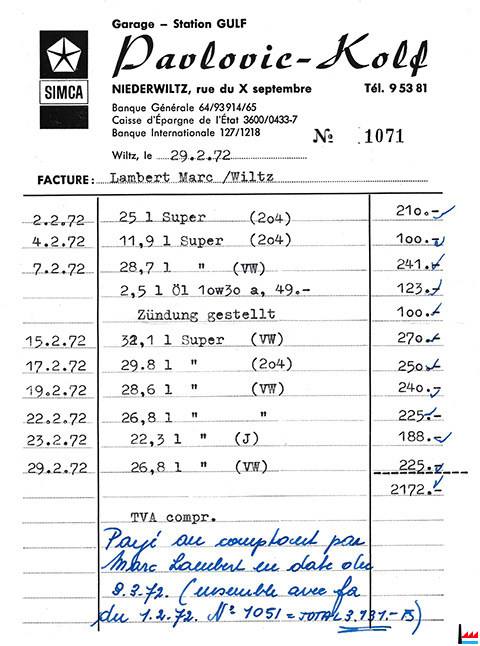 Garage – Station GULF
Pavlovic-Kolf
SIMCA
NIEDERWILTZ, rue du X septembre Tél. 9 53 81
Banque Générale 64/93914/65
Caisse d'Épargne de l'État 3600/0433-7
Banque Internationale 127/1218
№ 1071
Wiltz, le 29.2.72
FACTURE: Lambert Marc /Wiltz
2.2.72 25 l Super (204) 210.-
4.2.72 11,9 l Super (204) 100.-
7.2.72 28,7 l " (VW) 241.-
2,5 l Öl 10w30 a, 49.- 123.-
Zündung gestellt 100.-
15.2.72 32,1 l Super (VW) 270.-
17.2.72 29.8 l " (204) 250.-
19.2.72 28,6 l " (VW) 240.-
22.2.72 26,8 l " " 225.-
23.2.72 22,3 l " (J) 188.-
29.2.72 26,8 l " (VW) 225.-
2172.-
TVA compr.
Payé au comptant par
Marc Lambert en date du
9.3.72. (ensemble avec fa
du 1.2.72. N° 1051 = TOTAL 3.731.- Fs)